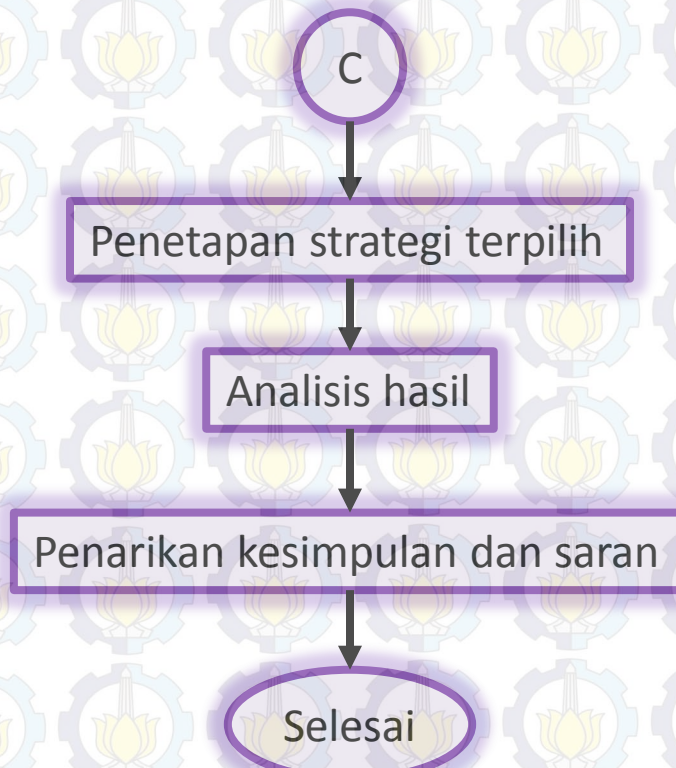 C
Penetapan strategi terpilih
Analisis hasil
Penarikan kesimpulan dan saran
Selesai